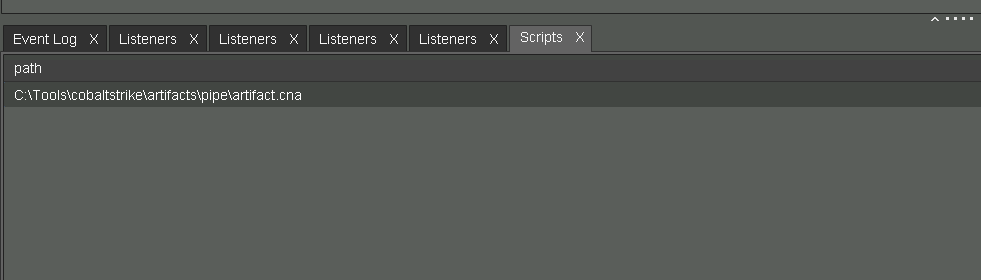 Event Log X Listeners X Listeners X Listeners X Listeners X Scripts X
path
C:\Tools\cobaltstrike\artifacts\pipe\artifact.cna